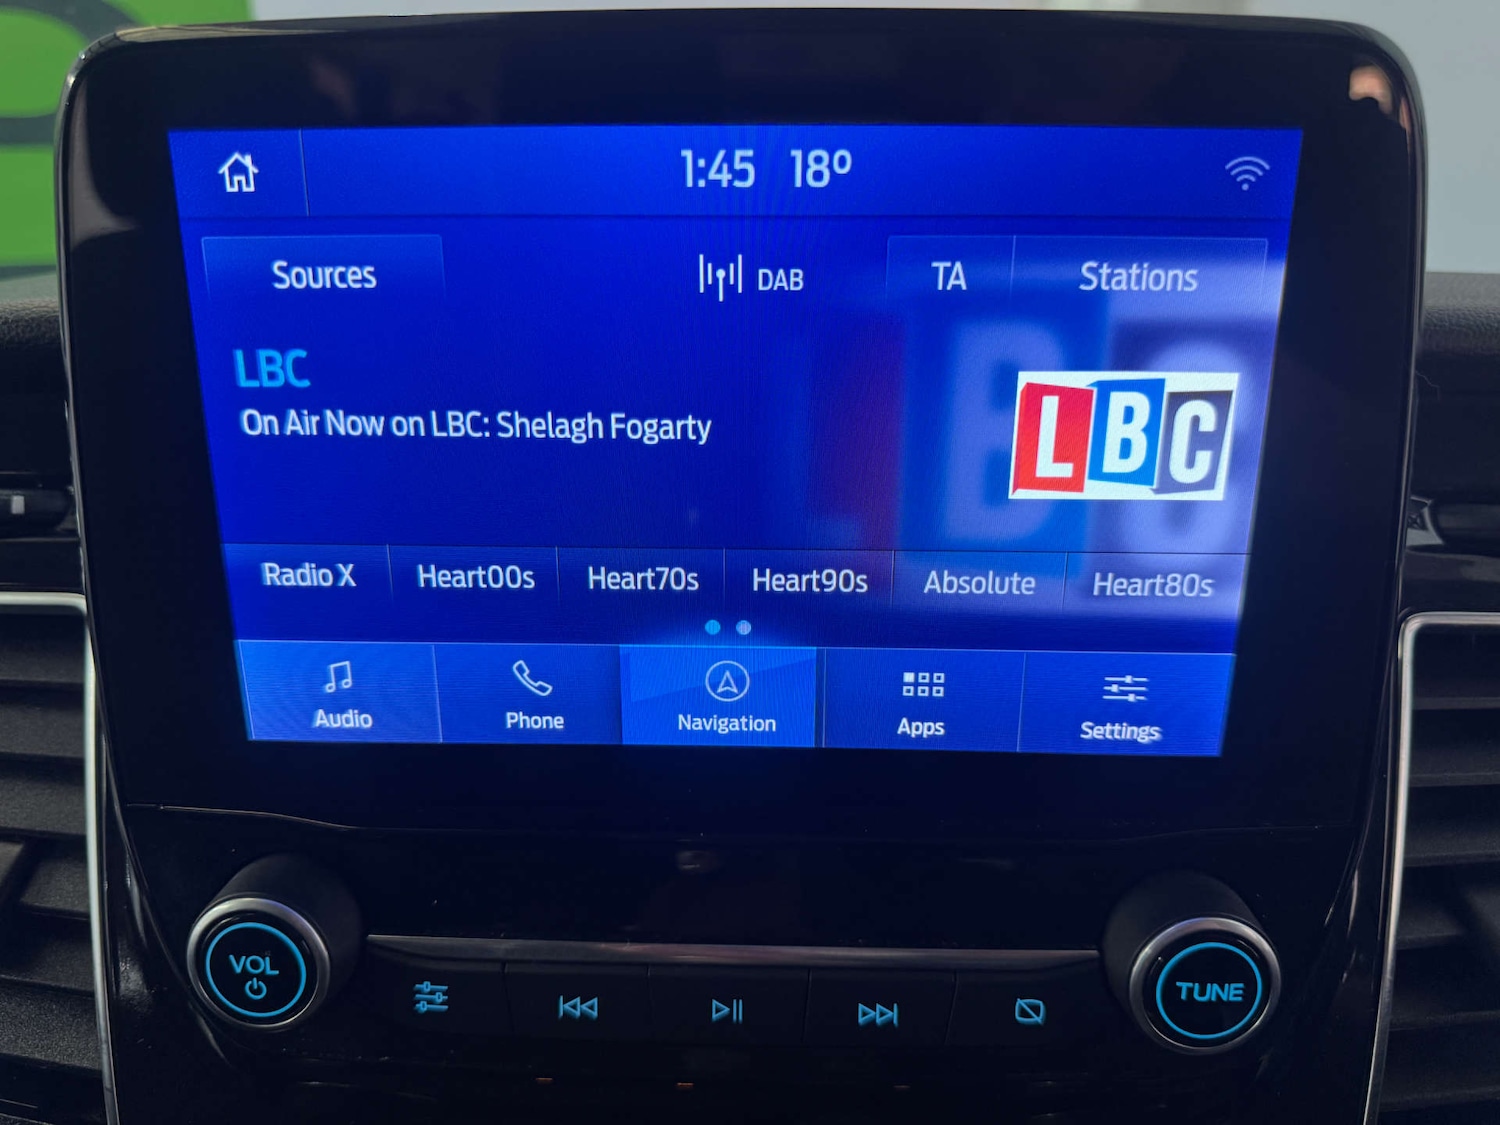 1:45 18°
Sources DAB TA Stations
LBC
On Air Now on LBC: Shelagh Fogarty
LBC
Radio X Heart00s Heart70s Heart90s Absolute Heart80s
Audio Phone Navigation Apps Settings
VOL
TUNE